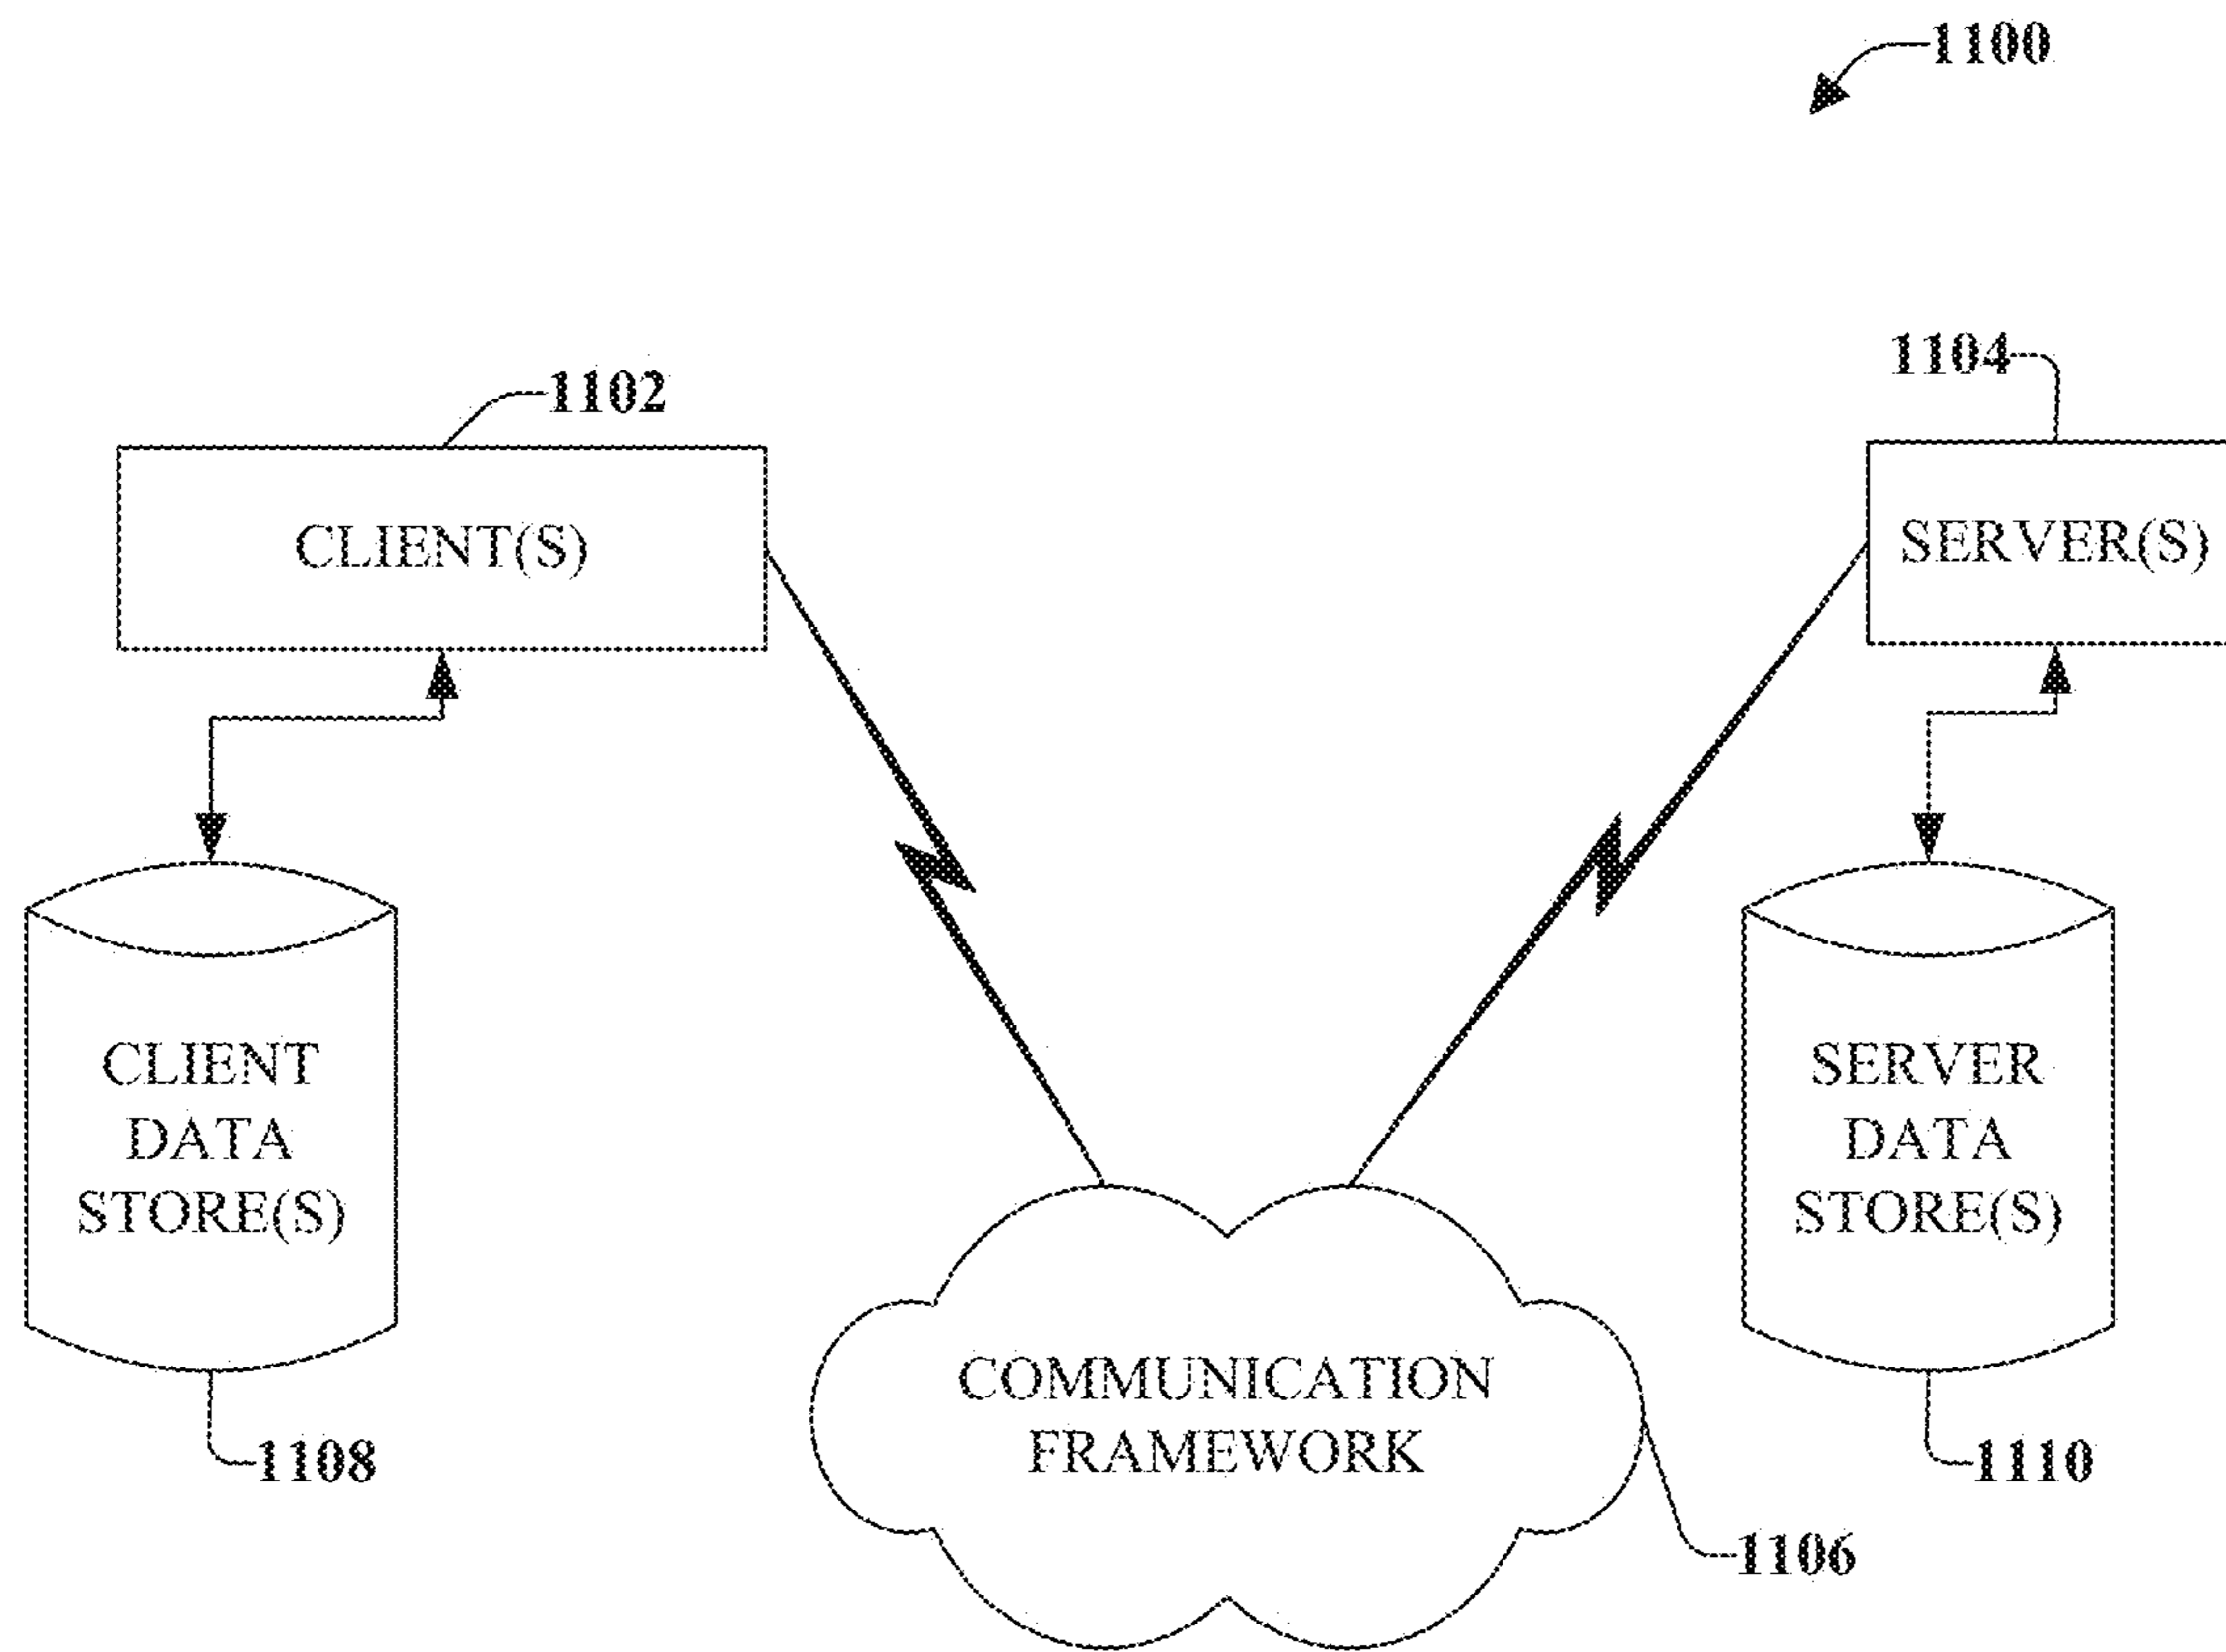 1100
1102
1104
CLIENT(S)
SERVER(S)
CLIENT
DATA
STORE(S)
SERVER
DATA
STORE(S)
COMMUNICATION
FRAMEWORK
1108
1110
1106